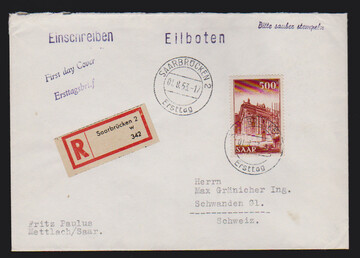 Einschreiben
Eilboten
Bitte sauber stempeln
First day Cover
Ersttagsbrief
SAARBRÜCKEN 2
Ersttag
500
SAAR
Ersttag
R
Saarbrücken 2
w
342
Herrn
Max Grünicher Ing.
Schwanden Gl.
Schweiz.
Fritz Paulus
Mettlach/Saar.